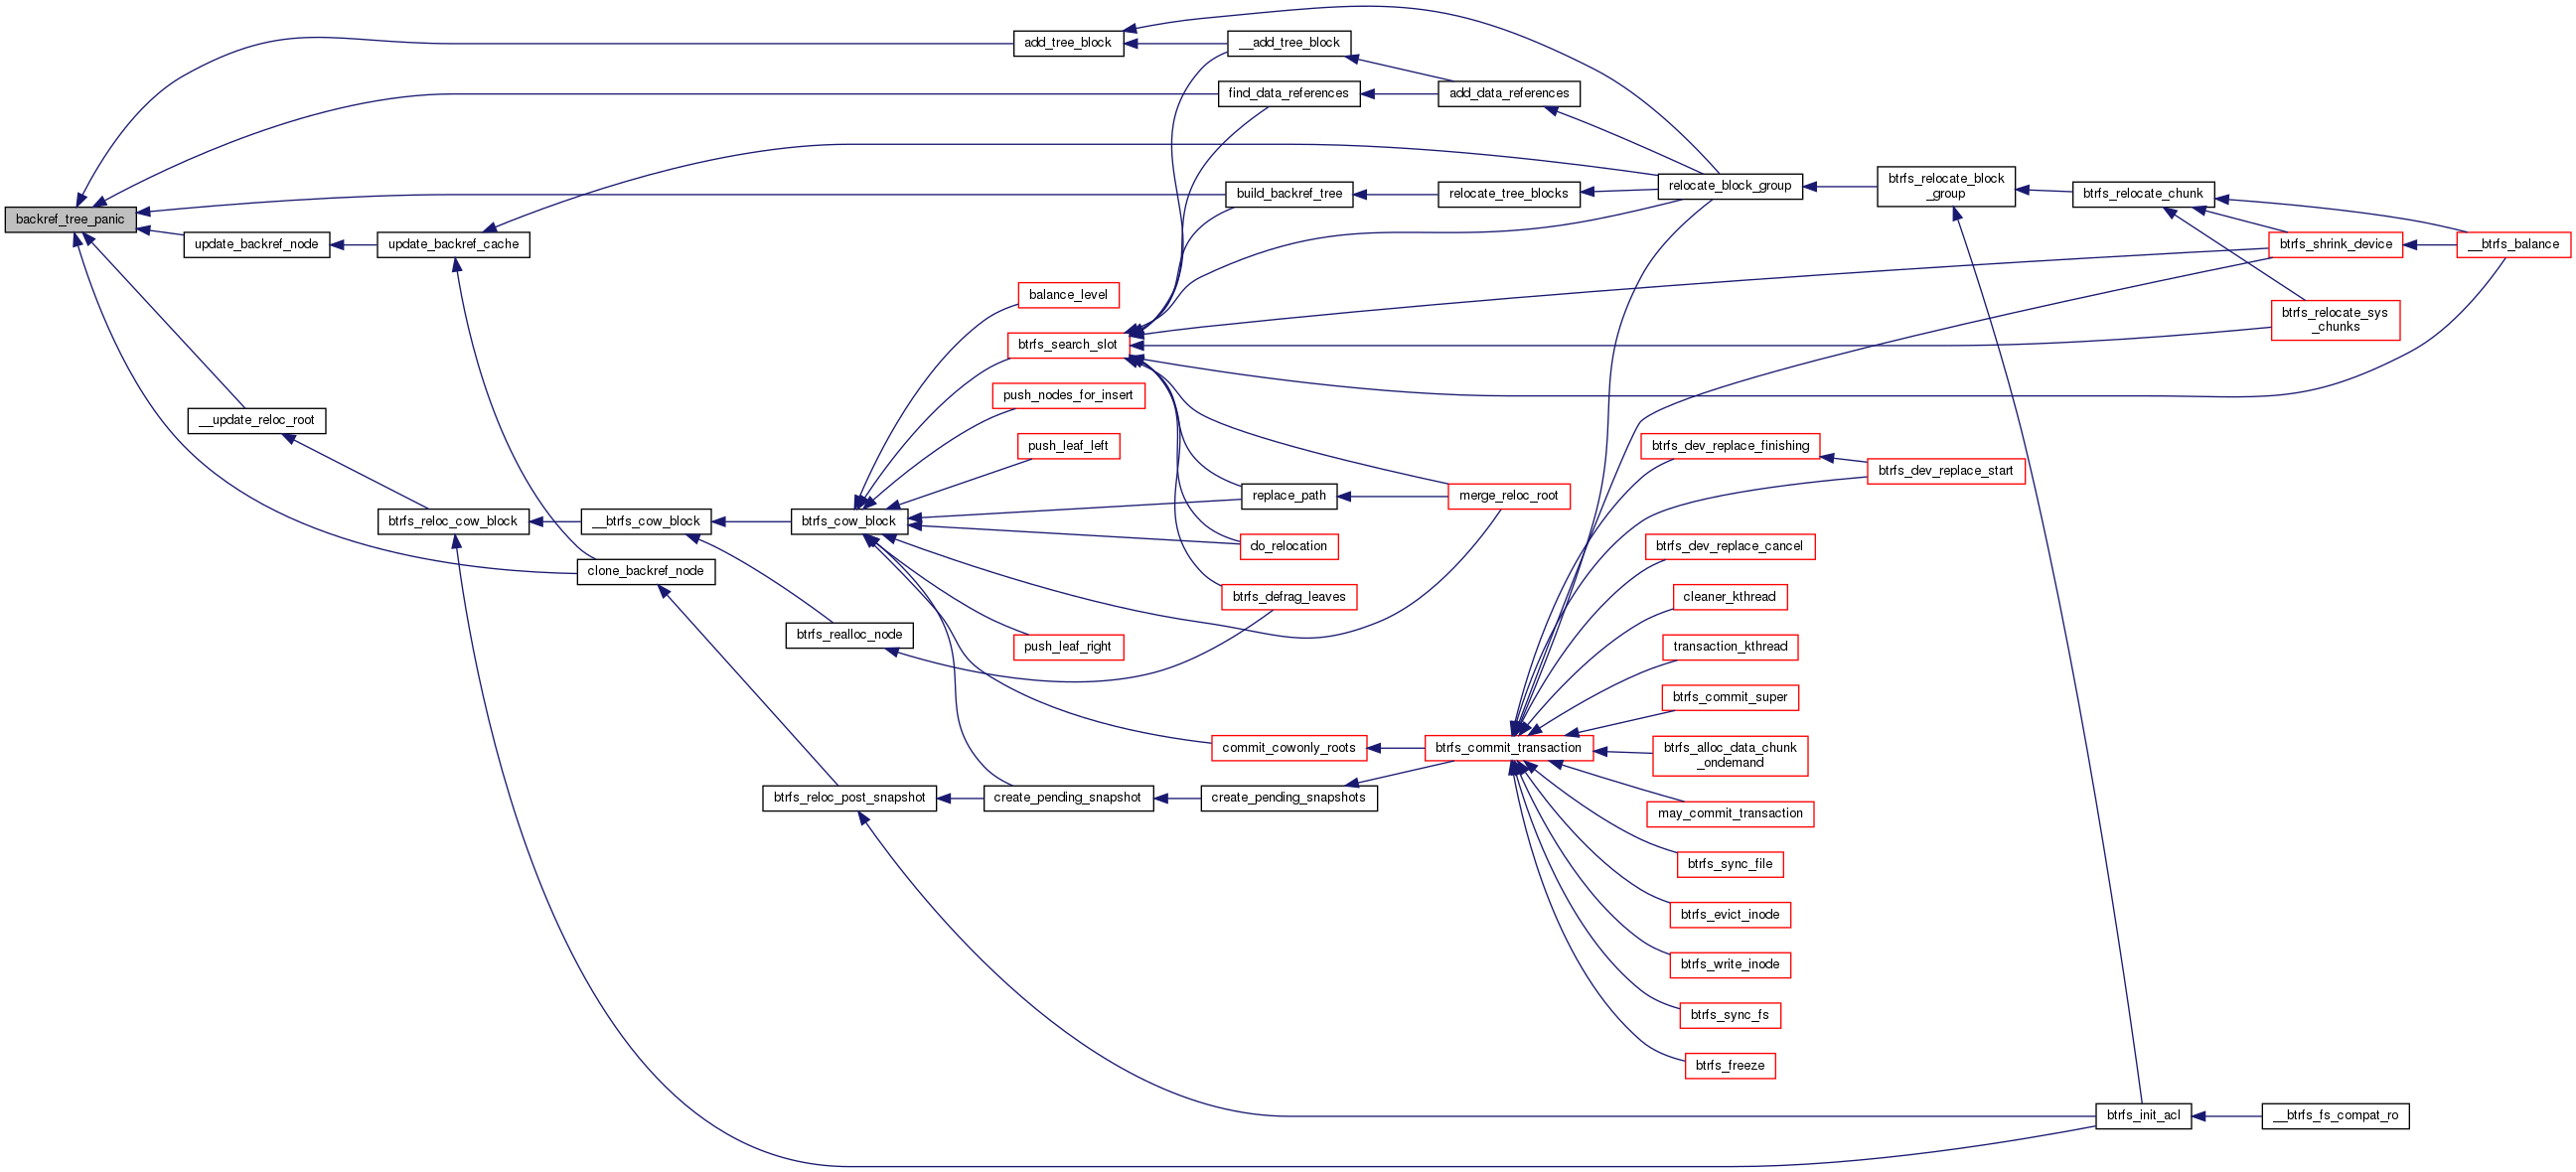 add_tree_block
__add_tree_block
find_data_references
add_data_references
backref_tree_panic
update_backref_node
update_backref_cache
build_backref_tree
relocate_tree_blocks
relocate_block_group
btrfs_relocate_block
_group
btrfs_relocate_chunk
btrfs_shrink_device
__btrfs_balance
btrfs_relocate_sys
_chunks
balance_level
btrfs_search_slot
push_nodes_for_insert
push_leaf_left
__update_reloc_root
btrfs_reloc_cow_block
__btrfs_cow_block
btrfs_cow_block
replace_path
merge_reloc_root
do_relocation
btrfs_defrag_leaves
clone_backref_node
btrfs_realloc_node
push_leaf_right
btrfs_dev_replace_finishing
btrfs_dev_replace_start
btrfs_dev_replace_cancel
cleaner_kthread
transaction_kthread
btrfs_commit_super
commit_cowonly_roots
btrfs_commit_transaction
btrfs_alloc_data_chunk
_ondemand
btrfs_reloc_post_snapshot
create_pending_snapshot
create_pending_snapshots
may_commit_transaction
btrfs_sync_file
btrfs_evict_inode
btrfs_write_inode
btrfs_sync_fs
btrfs_freeze
btrfs_init_acl
__btrfs_fs_compat_ro